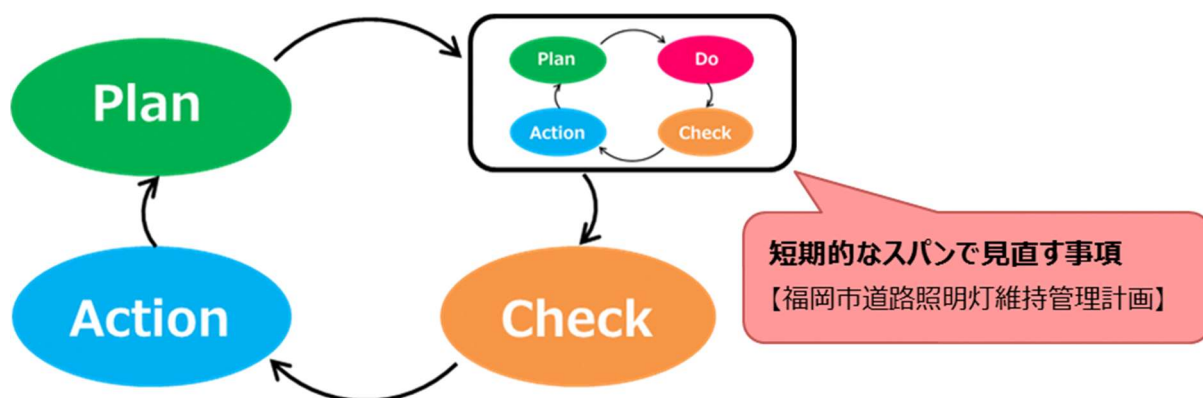 Plan
Plan
Do
Action
Check
Action
Check
短期的なスパンで見直す事項
【福岡市道路照明灯維持管理計画】